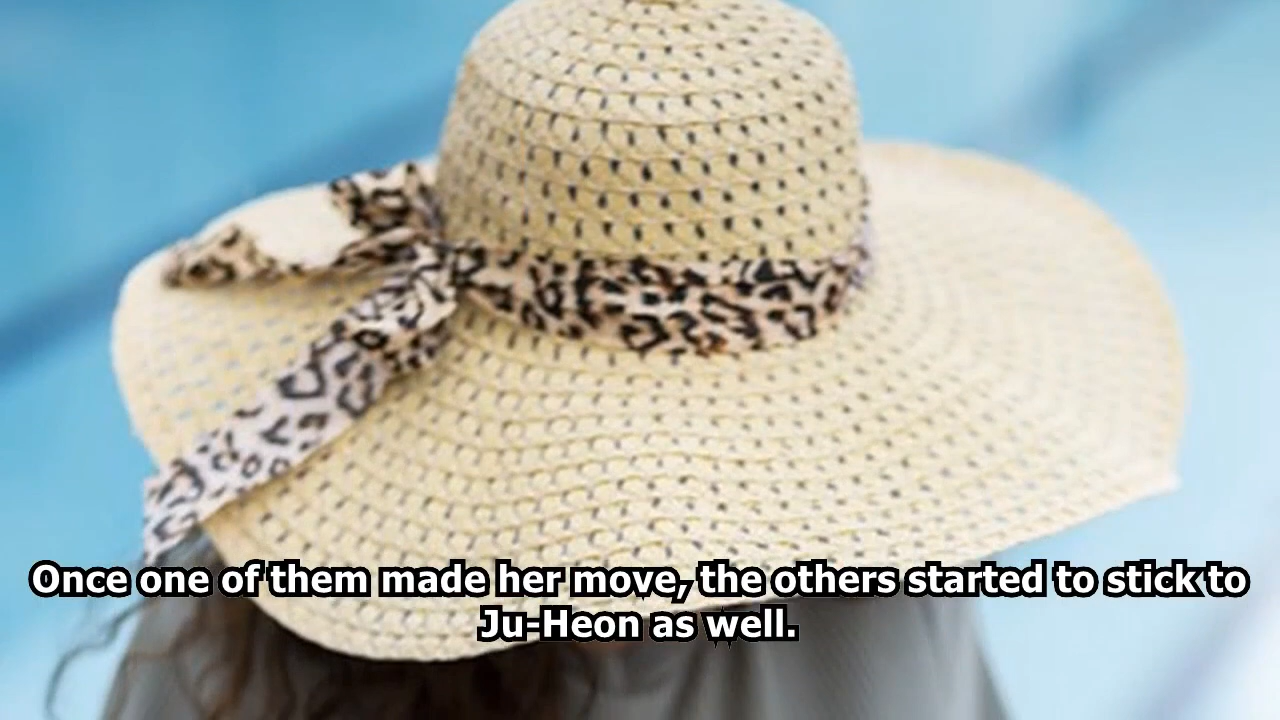 Once one of them made her move, the others started to stick to
Ju-Heon as well.